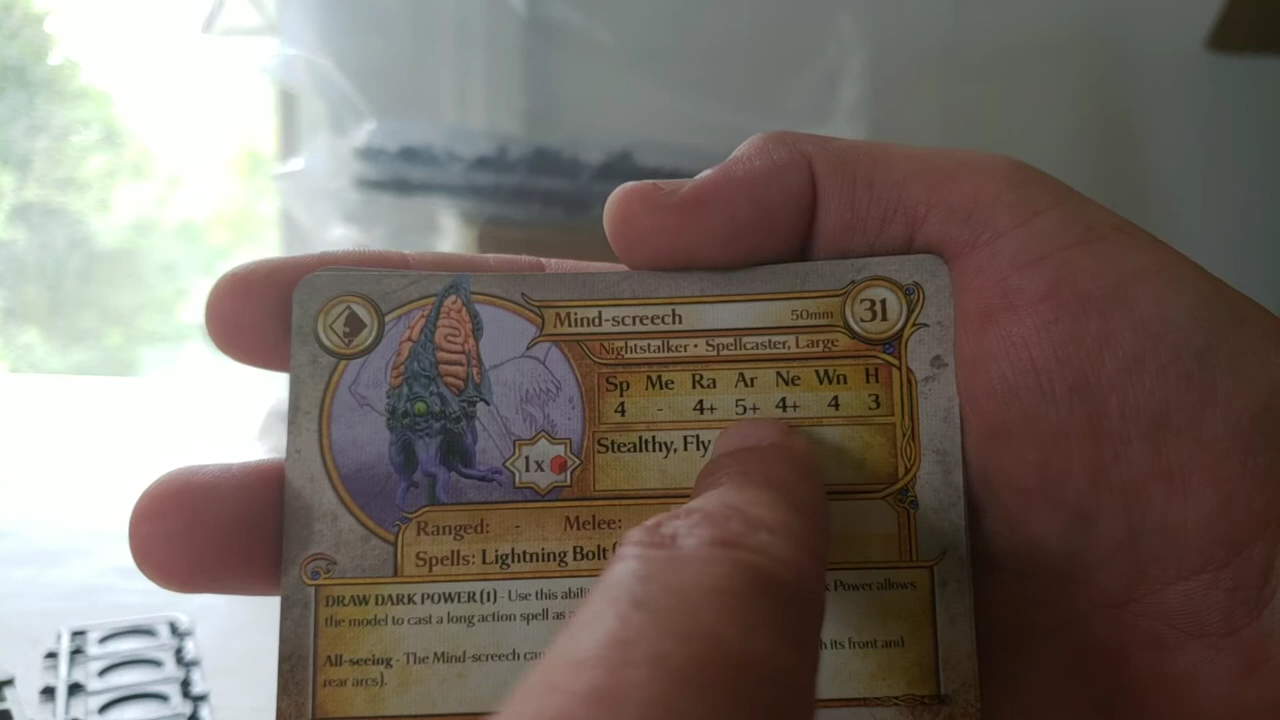 Mind-screech 50mm 31
Nightstalker • Spellcaster, Large
Sp Me Ra Ar Ne Wn H
4 - 4+ 5+ 4+ 4 3
Stealthy, Fly
1x
Ranged: - Melee:
Spells: Lightning Bolt
DRAW DARK POWER (1) - Use this Power allows
the model to cast a long action spell as
All-seeing - The Mind-screech can its front and
rear arcs).